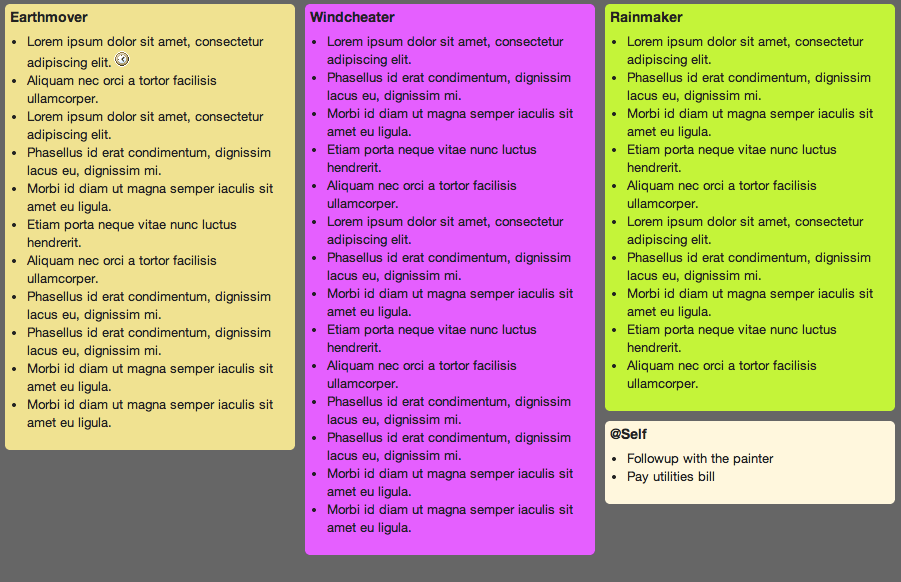 Earthmover
• Lorem ipsum dolor sit amet, consectetur
adipiscing elit.
• Aliquam nec orci a tortor facilisis
ullamcorper.
• Lorem ipsum dolor sit amet, consectetur
adipiscing elit.
• Phasellus id erat condimentum, dignissim
lacus eu, dignissim mi.
• Morbi id diam ut magna semper iaculis sit
amet eu ligula.
• Etiam porta neque vitae nunc luctus
hendrerit.
• Aliquam nec orci a tortor facilisis
ullamcorper.
• Phasellus id erat condimentum, dignissim
lacus eu, dignissim mi.
• Phasellus id erat condimentum, dignissim
lacus eu, dignissim mi.
• Morbi id diam ut magna semper iaculis sit
amet eu ligula.
• Morbi id diam ut magna semper iaculis sit
amet eu ligula.
Windcheater
• Lorem ipsum dolor sit amet, consectetur
adipiscing elit.
• Phasellus id erat condimentum, dignissim
lacus eu, dignissim mi.
• Morbi id diam ut magna semper iaculis sit
amet eu ligula.
• Etiam porta neque vitae nunc luctus
hendrerit.
• Aliquam nec orci a tortor facilisis
ullamcorper.
• Lorem ipsum dolor sit amet, consectetur
adipiscing elit.
• Phasellus id erat condimentum, dignissim
lacus eu, dignissim mi.
• Morbi id diam ut magna semper iaculis sit
amet eu ligula.
• Etiam porta neque vitae nunc luctus
hendrerit.
• Aliquam nec orci a tortor facilisis
ullamcorper.
• Phasellus id erat condimentum, dignissim
lacus eu, dignissim mi.
• Phasellus id erat condimentum, dignissim
lacus eu, dignissim mi.
• Morbi id diam ut magna semper iaculis sit
amet eu ligula.
• Morbi id diam ut magna semper iaculis sit
amet eu ligula.
Rainmaker
• Lorem ipsum dolor sit amet, consectetur
adipiscing elit.
• Phasellus id erat condimentum, dignissim
lacus eu, dignissim mi.
• Morbi id diam ut magna semper iaculis sit
amet eu ligula.
• Etiam porta neque vitae nunc luctus
hendrerit.
• Aliquam nec orci a tortor facilisis
ullamcorper.
• Lorem ipsum dolor sit amet, consectetur
adipiscing elit.
• Phasellus id erat condimentum, dignissim
lacus eu, dignissim mi.
• Morbi id diam ut magna semper iaculis sit
amet eu ligula.
• Etiam porta neque vitae nunc luctus
hendrerit.
• Aliquam nec orci a tortor facilisis
ullamcorper.
@Self
• Followup with the painter
• Pay utilities bill